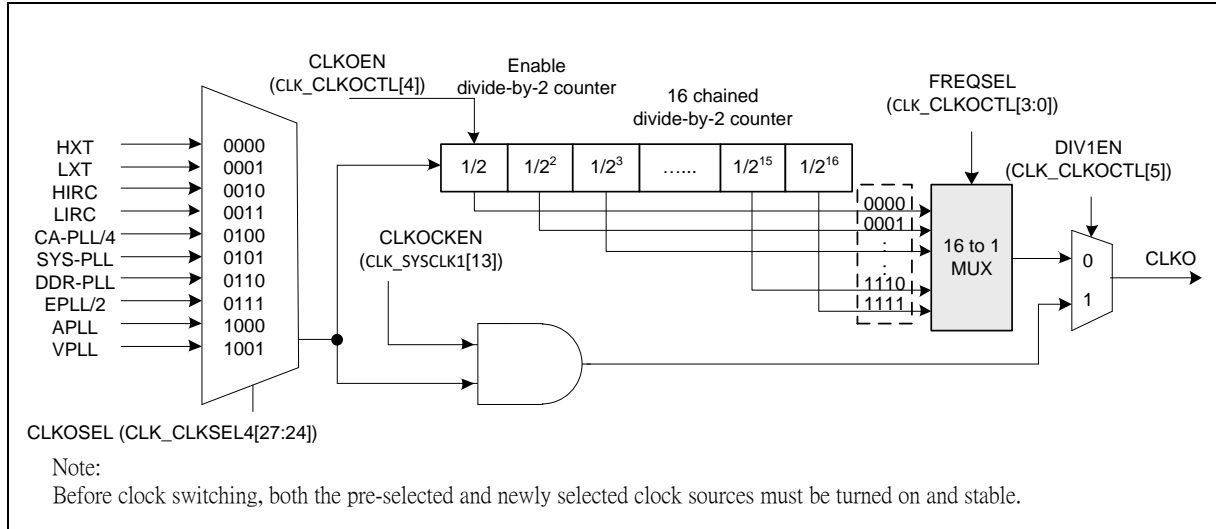 CLKOEN
(CLK_CLKOCTL[4])
Enable
divide-by-2 counter
16 chained
divide-by-2 counter
FREQSEL
(CLK_CLKOCTL[3:0])
DIV1EN
(CLK_CLKOCTL[5])
HXT
LXT
HIRC
LIRC
CA-PLL/4
SYS-PLL
DDR-PLL
EPLL/2
APLL
VPLL
0000
0001
0010
0011
0100
0101
0110
0111
1000
1001
1/2
1/2²
1/2³
…...
1/2¹⁵
1/2¹⁶
0000
0001
:
:
1110
1111
16 to 1
MUX
0
1
CLKO
CLKOCKEN
(CLK_SYSCLK1[13])
CLKOSEL (CLK_CLKSEL4[27:24])
Note:
Before clock switching, both the pre-selected and newly selected clock sources must be turned on and stable.